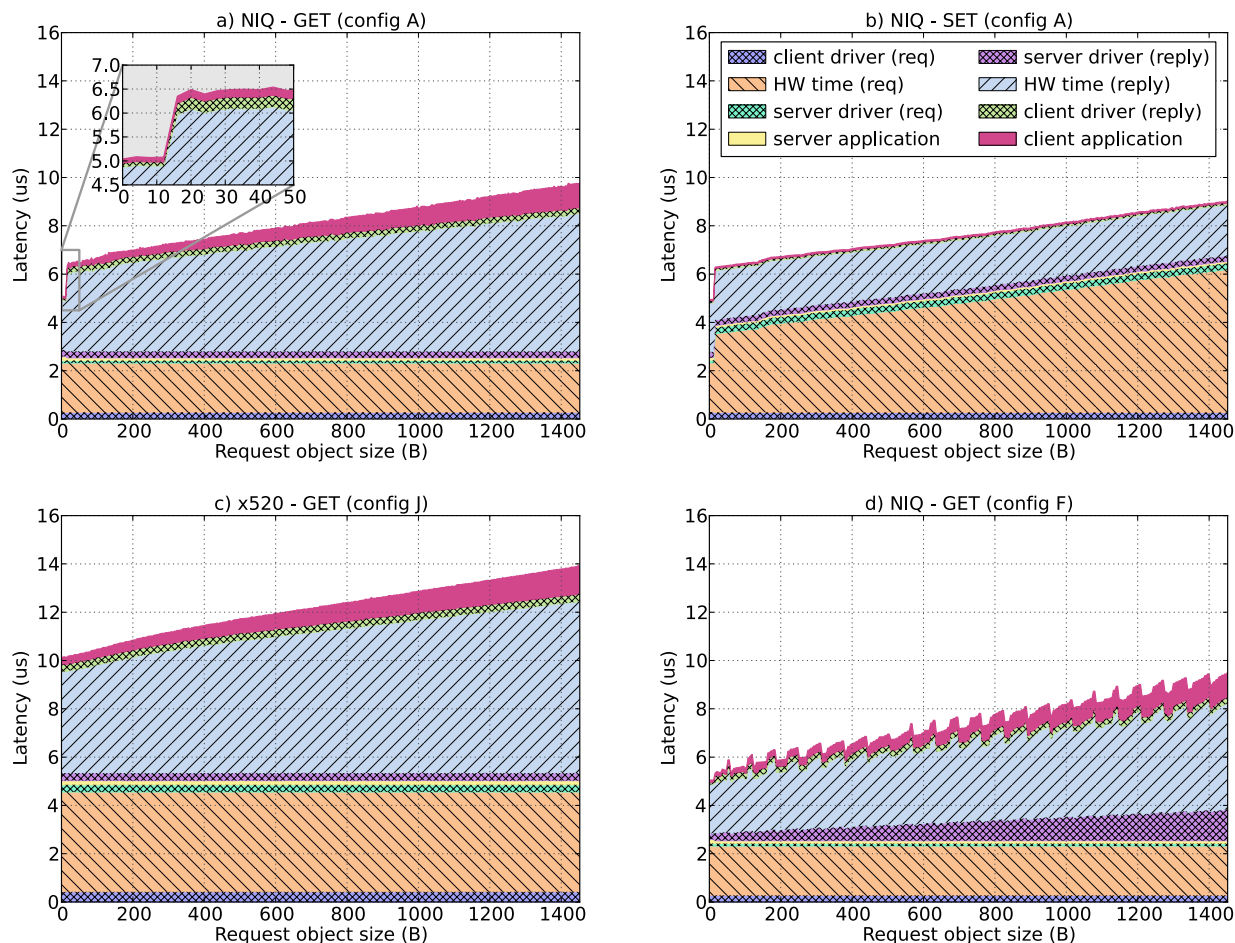 a) NIQ - GET (config A)
16
14
12
10
8
6
4
2
0
Latency (us)
7.0
6.5
6.0
5.5
5.0
4.5
0 10 20 30 40 50
0 200 400 600 800 1000 1200 1400
Request object size (B)
b) NIQ - SET (config A)
16
14
12
10
8
6
4
2
0
Latency (us)
client driver (req)
HW time (req)
server driver (req)
server application
server driver (reply)
HW time (reply)
client driver (reply)
client application
0 200 400 600 800 1000 1200 1400
Request object size (B)
c) x520 - GET (config J)
16
14
12
10
8
6
4
2
0
Latency (us)
0 200 400 600 800 1000 1200 1400
Request object size (B)
d) NIQ - GET (config F)
16
14
12
10
8
6
4
2
0
Latency (us)
0 200 400 600 800 1000 1200 1400
Request object size (B)